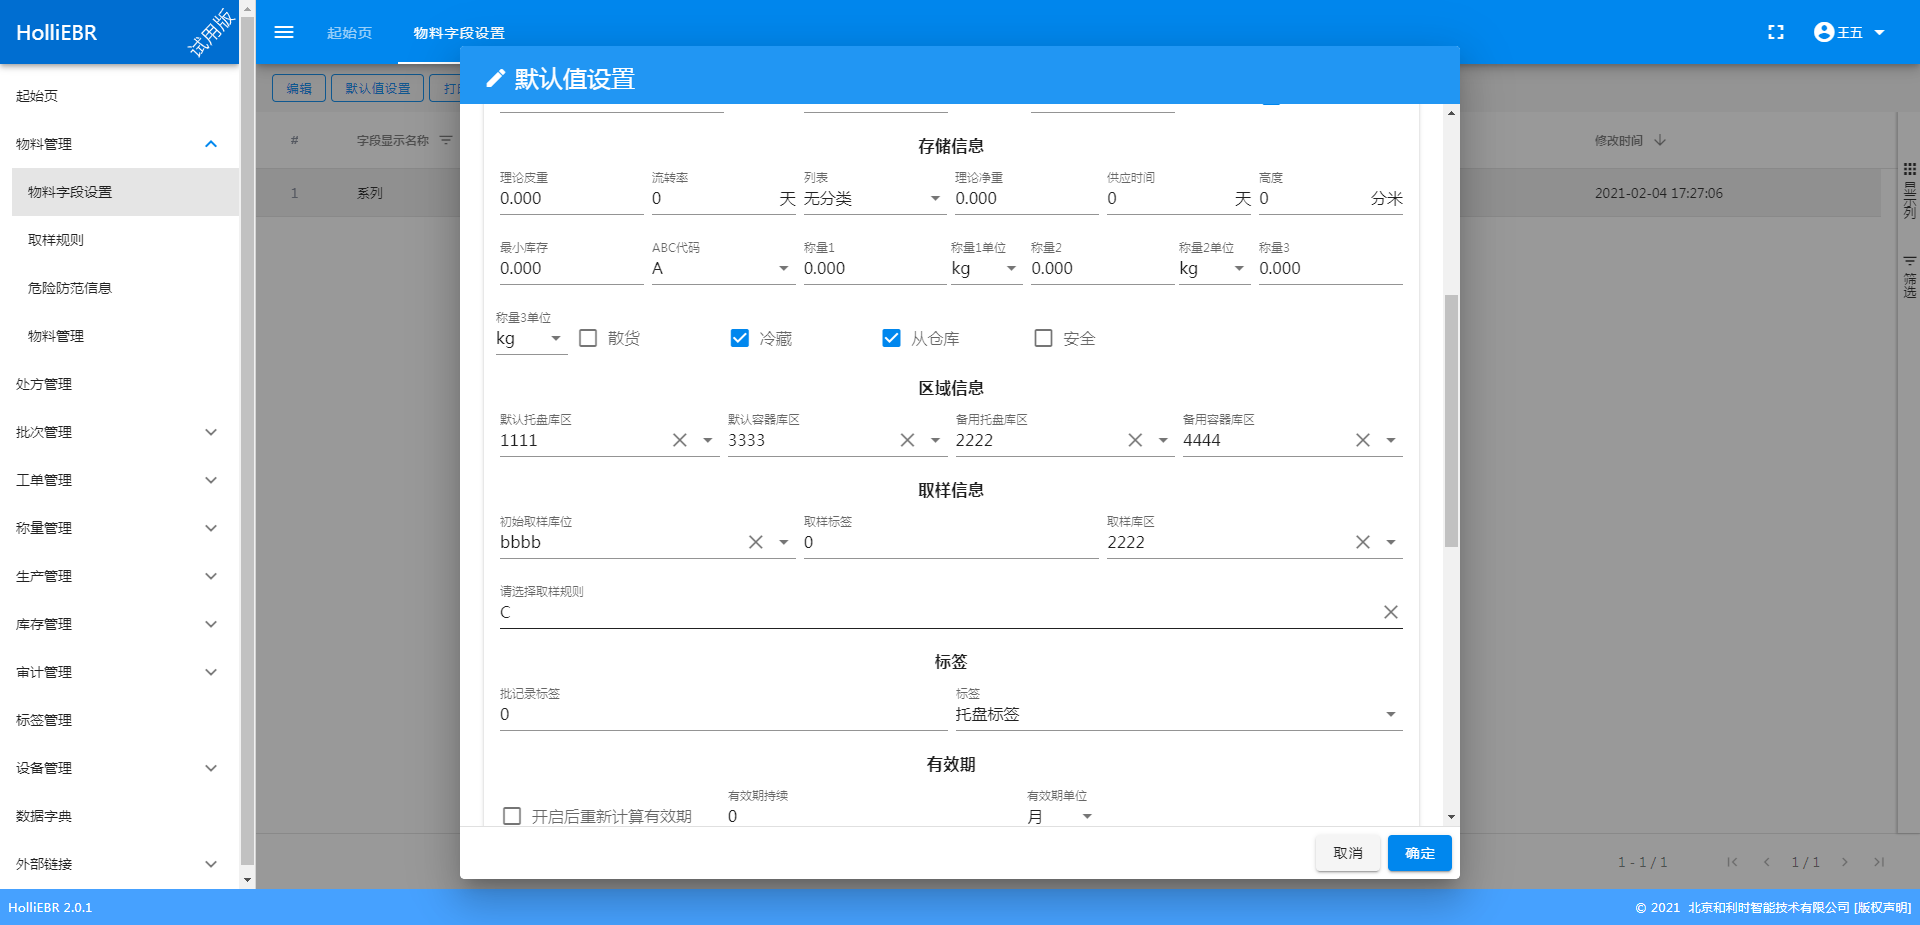 HolliEBR
试用版
起始页
物料字段设置
王五
起始页
物料管理
物料字段设置
取样规则
危险防范信息
物料管理
处方管理
批次管理
工单管理
称量管理
生产管理
库存管理
审计管理
标签管理
设备管理
数据字典
外部链接
编辑
默认值设置
# 字段显示名称
修改时间
1 系列
2021-02-04 17:27:06
显示列
筛选
默认值设置
存储信息
理论皮重 流转率 列表 理论净重 供应时间 高度
0.000 0 天 无分类 0.000 0 天 0 分米
最小库存 ABC代码 称量1 称量1单位 称量2 称量2单位 称量3
0.000 A 0.000 kg 0.000 kg 0.000
称量3单位
kg 散货 冷藏 从仓库 安全
区域信息
默认托盘库区 默认容器库区 备用托盘库区 备用容器库区
1111 3333 2222 4444
取样信息
初始取样库位 取样标签 取样库区
bbbb 0 2222
请选择取样规则
C
标签
批记录标签 标签
0 托盘标签
有效期
有效期持续 有效期单位
开启后重新计算有效期 0 月
取消 确定
1 - 1 / 1
1 / 1
HolliEBR 2.0.1
© 2021 北京和利时智能技术有限公司 [版权声明]